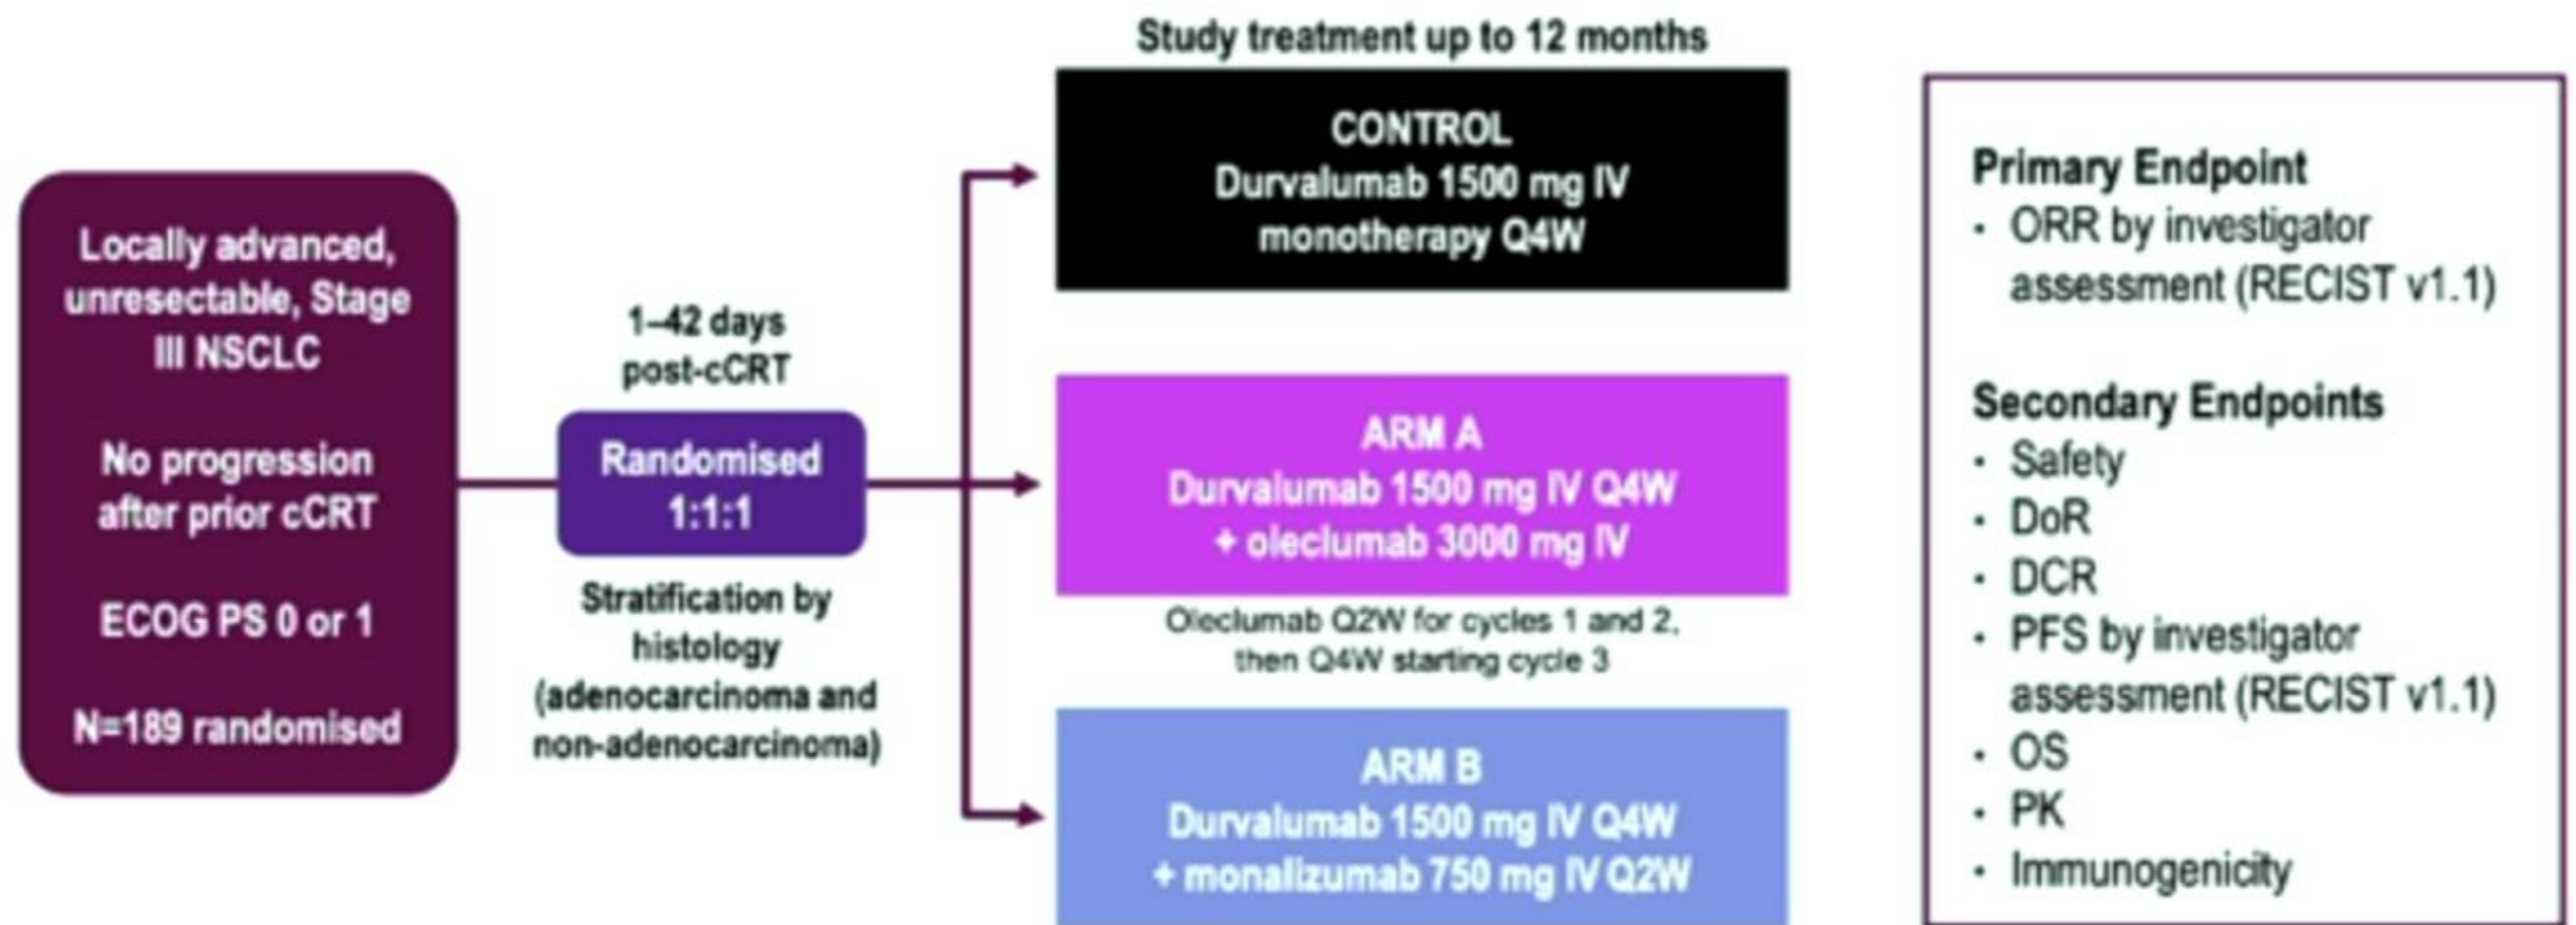 Study treatment up to 12 months
Locally advanced,
unresectable, Stage
III NSCLC
No progression
after prior cCRT
ECOG PS 0 or 1
N=189 randomised
1–42 days
post-cCRT
Randomised
1:1:1
Stratification by
histology
(adenocarcinoma and
non-adenocarcinoma)
CONTROL
Durvalumab 1500 mg IV
monotherapy Q4W
ARM A
Durvalumab 1500 mg IV Q4W
+ oleclumab 3000 mg IV
Oleclumab Q2W for cycles 1 and 2,
then Q4W starting cycle 3
ARM B
Durvalumab 1500 mg IV Q4W
+ monalizumab 750 mg IV Q2W
Primary Endpoint
· ORR by investigator
assessment (RECIST v1.1)
Secondary Endpoints
· Safety
· DoR
· DCR
· PFS by investigator
assessment (RECIST v1.1)
· OS
· PK
· Immunogenicity